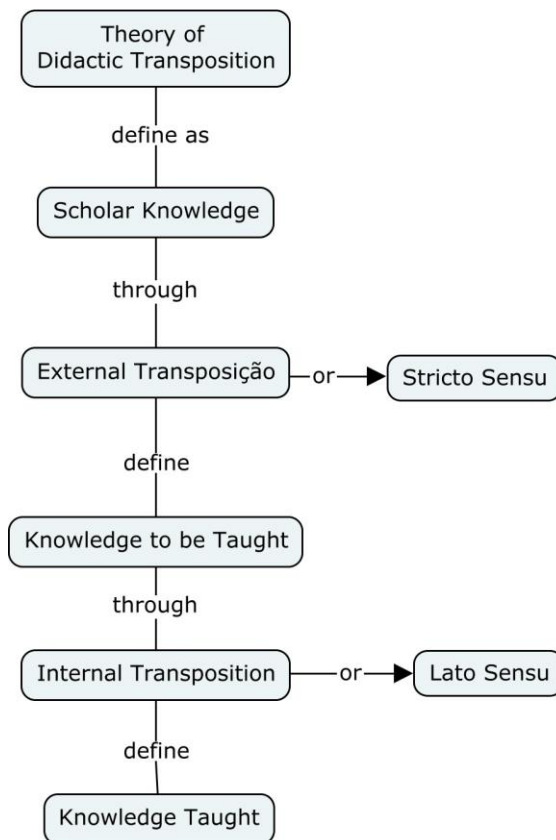 Theory of
Didactic Transposition
define as
Scholar Knowledge
through
External Transposição
or
Stricto Sensu
define
Knowledge to be Taught
through
Internal Transposition
or
Lato Sensu
define
Knowledge Taught